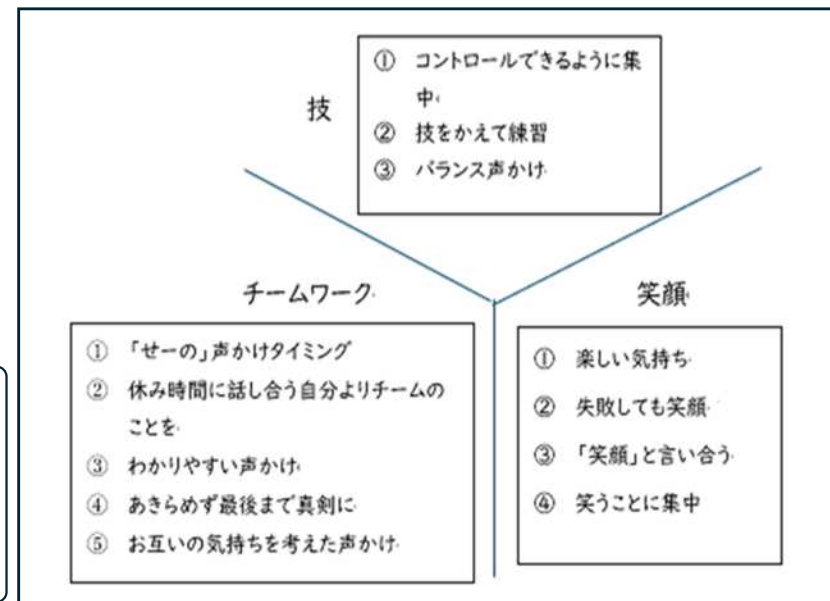 技
① コントロールできるように集
中
② 技をかえて練習
③ バランス声かけ
チームワーク
① 「せーの」声かけタイミング
② 休み時間に話し合う自分よりチームの
ことを
③ わかりやすい声かけ
④ あきらめず最後まで真剣に
⑤ お互いの気持ちを考えた声かけ
笑顔
① 楽しい気持ち
② 失敗しても笑顔
③ 「笑顔」と言い合う
④ 笑うことに集中